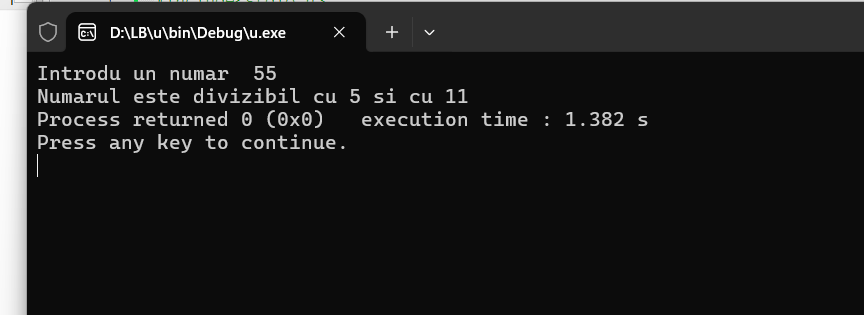 D:\LB\u\bin\Debug\u.exe
Introdu un numar  55
Numarul este divizibil cu 5 si cu 11
Process returned 0 (0x0)   execution time : 1.382 s
Press any key to continue.